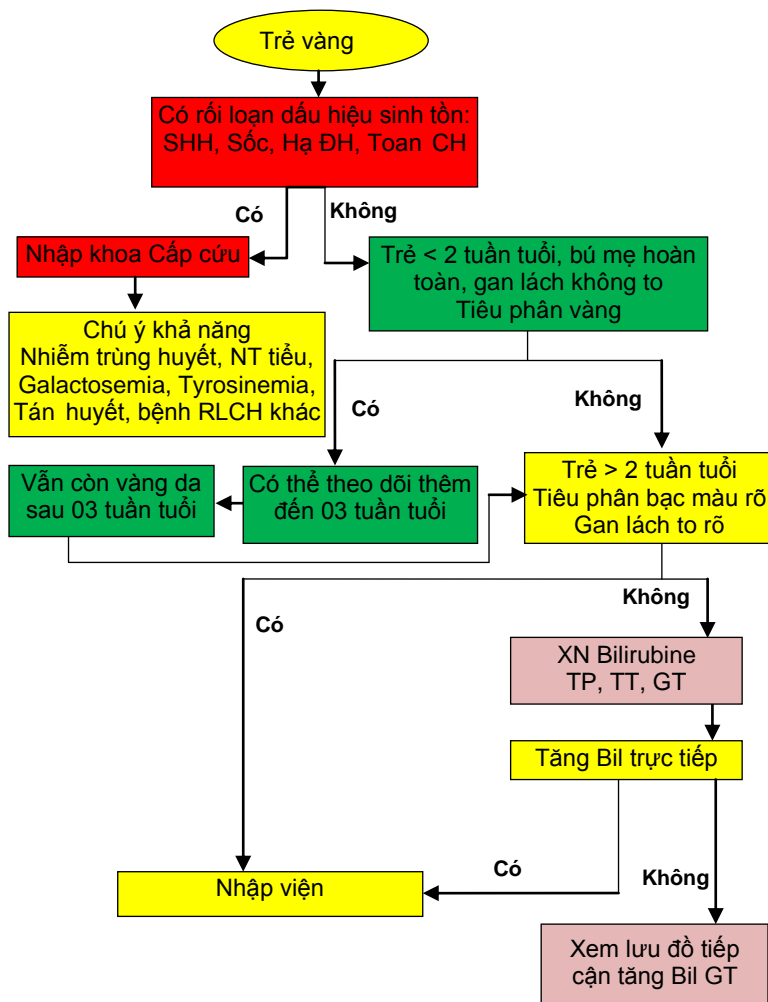 Trẻ vàng
Có rối loạn dấu hiệu sinh tồn:
SHH, Sốc, Hạ ĐH, Toan CH
Có
Không
Nhập khoa Cấp cứu
Trẻ < 2 tuần tuổi, bú mẹ hoàn
toàn, gan lách không to
Tiêu phân vàng
Chú ý khả năng
Nhiễm trùng huyết, NT tiểu,
Galactosemia, Tyrosinemia,
Tán huyết, bệnh RLCH khác
Có
Không
Vẫn còn vàng da
sau 03 tuần tuổi
Có thể theo dõi thêm
đến 03 tuần tuổi
Trẻ > 2 tuần tuổi
Tiêu phân bạc màu rõ
Gan lách to rõ
Có
Không
XN Bilirubine
TP, TT, GT
Tăng Bil trực tiếp
Có
Không
Nhập viện
Xem lưu đồ tiếp
cận tăng Bil GT